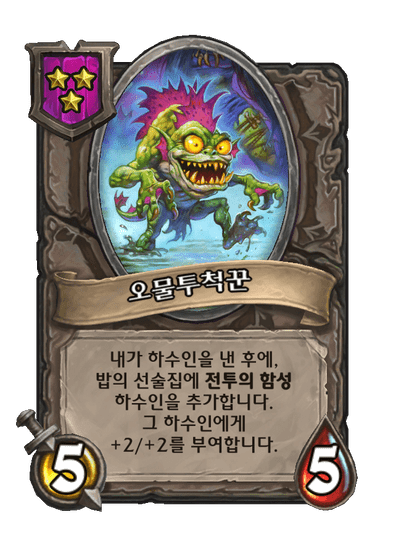 오물투척꾼
내가 하수인을 낸 후에,
밥의 선술집에 전투의 함성
하수인을 추가합니다.
그 하수인에게
+2/+2를 부여합니다.
5
5